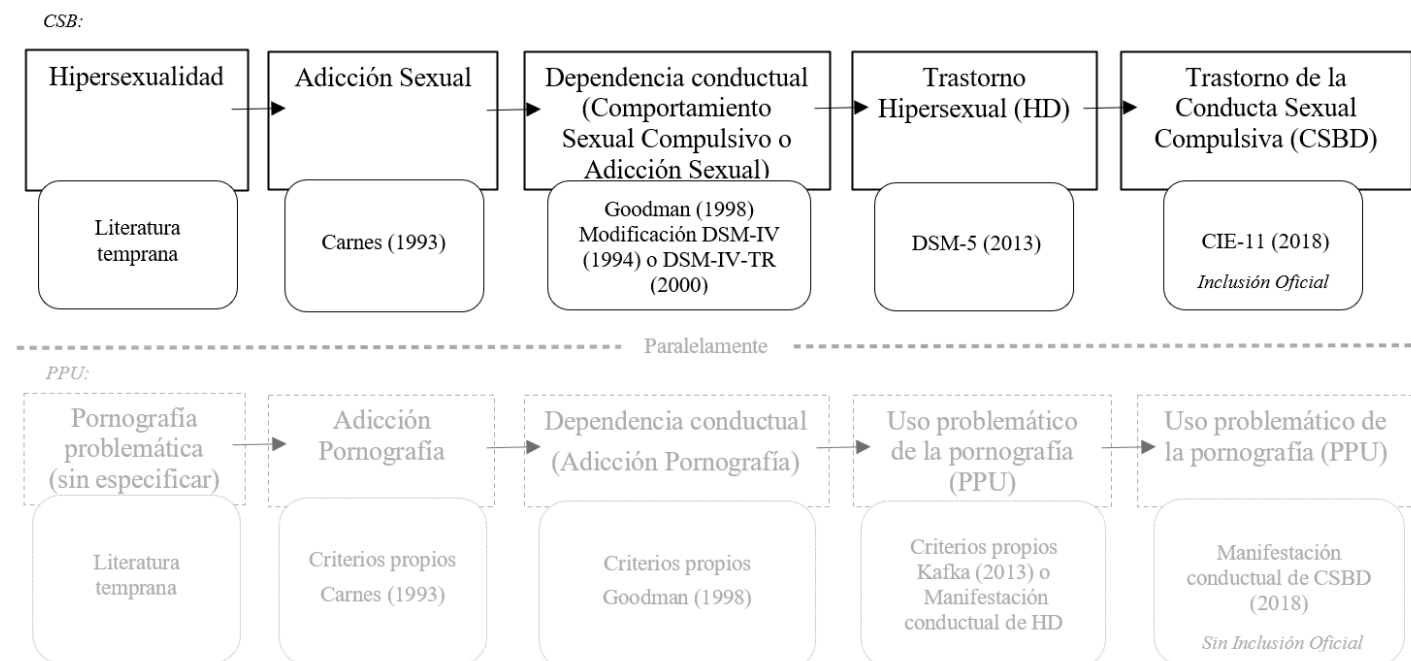 CSB:
Hipersexualidad
Adicción Sexual
Dependencia conductual
(Comportamiento
Sexual Compulsivo o
Adicción Sexual)
Trastorno
Hipersexual (HD)
Trastorno de la
Conducta Sexual
Compulsiva (CSBD)
Literatura
temprana
Carnes (1993)
Goodman (1998)
Modificación DSM-IV
(1994) o DSM-IV-TR
(2000)
DSM-5 (2013)
CIE-11 (2018)
Inclusión Oficial
Paralelamente
PPU:
Pornografía
problemática
(sin especificar)
Adicción
Pornografía
Dependencia conductual
(Adicción Pornografía)
Uso problemático
de la pornografía
(PPU)
Uso problemático de
la pornografía (PPU)
Literatura
temprana
Criterios propios
Carnes (1993)
Criterios propios
Goodman (1998)
Criterios propios
Kafka (2013) o
Manifestación
conductual de HD
Manifestación
conductual de CSBD
(2018)
Sin Inclusión Oficial